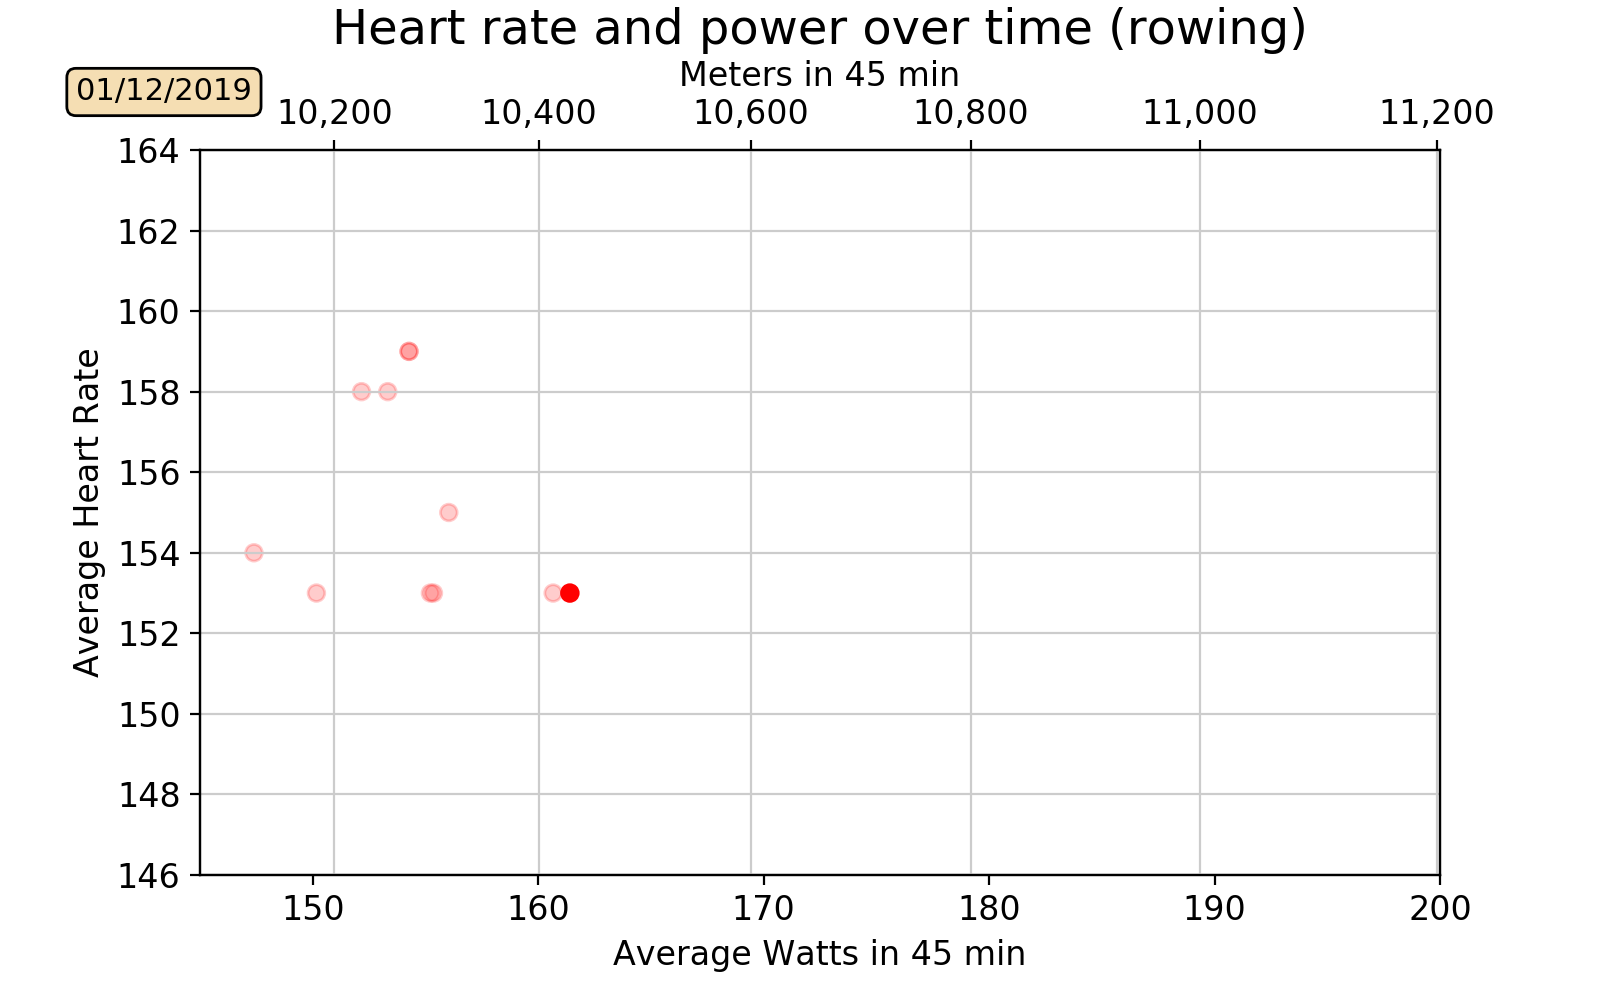 Heart rate and power over time (rowing)
Meters in 45 min
01/12/2019
10,200 10,400 10,600 10,800 11,000 11,200
164
162
160
158
156
154
152
150
148
146
Average Heart Rate
150 160 170 180 190 200
Average Watts in 45 min